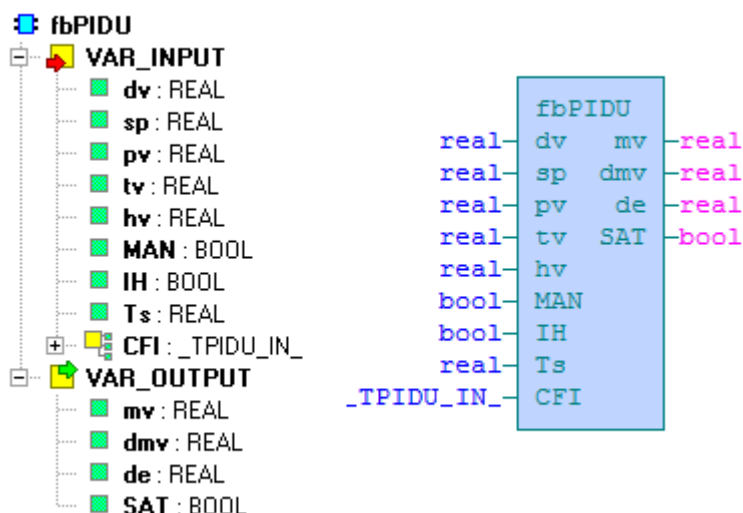 fbPIDU
VAR_INPUT
dv : REAL
sp : REAL
pv : REAL
tv : REAL
hv : REAL
MAN : BOOL
IH : BOOL
Ts : REAL
CFI : _TPIDU_IN_
VAR_OUTPUT
mv : REAL
dmv : REAL
de : REAL
SAT : BOOL
fbPIDU
real dv mv real
real sp dmv real
real pv de real
real tv SAT bool
real hv
bool MAN
bool IH
real Ts
_TPIDU_IN_ CFI